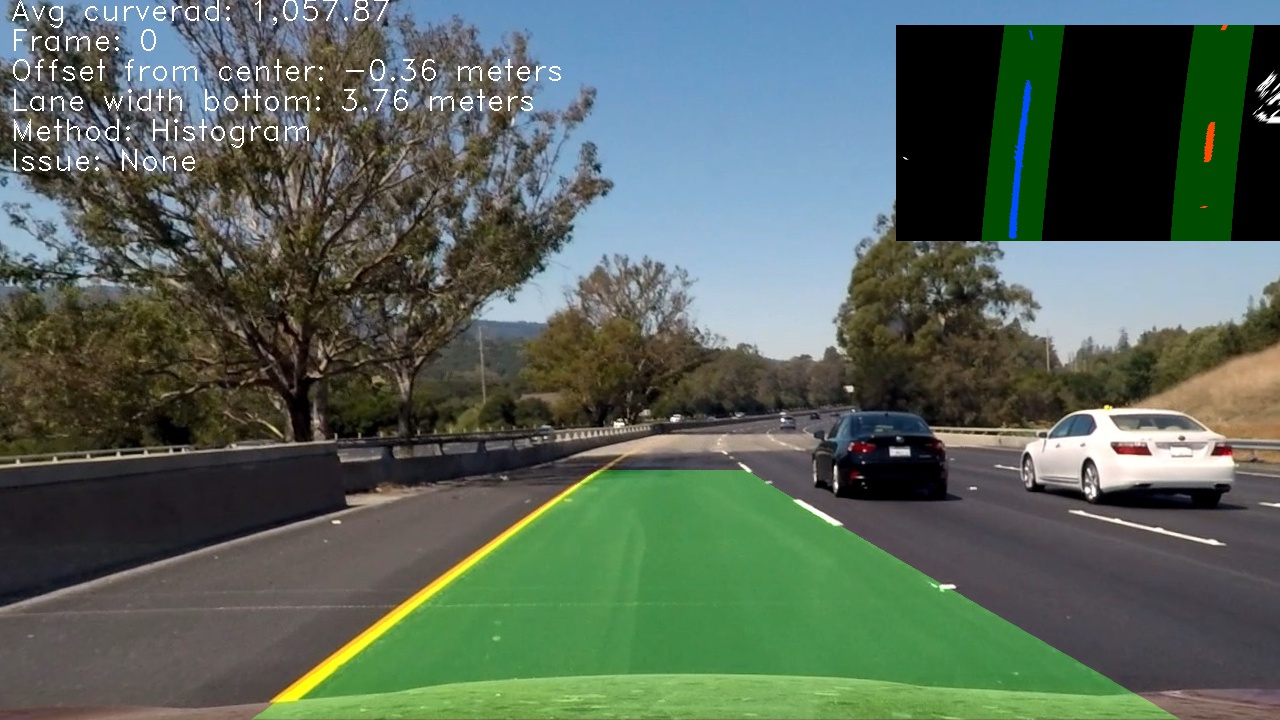 Avg curverad: 1,057.87
Frame: 0
Offset from center: −0.36 meters
Lane width bottom: 3.76 meters
Method: Histogram
Issue: None